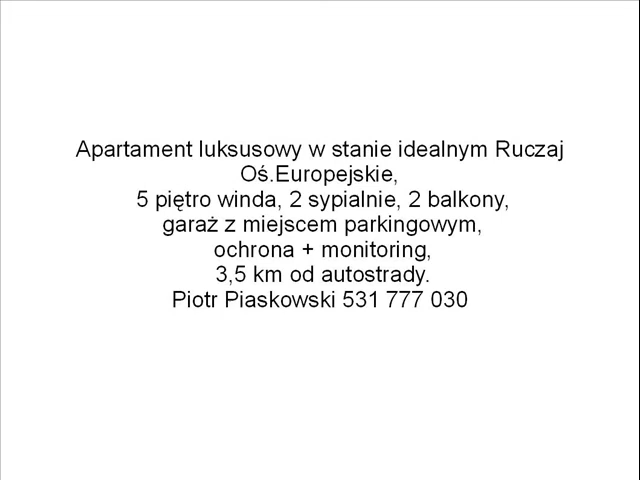 Apartament luksusowy w stanie idealnym Ruczaj
Oś.Europejskie,
5 piętro winda, 2 sypialnie, 2 balkony,
garaż z miejscem parkingowym,
ochrona + monitoring,
3,5 km od autostrady.
Piotr Piaskowski 531 777 030